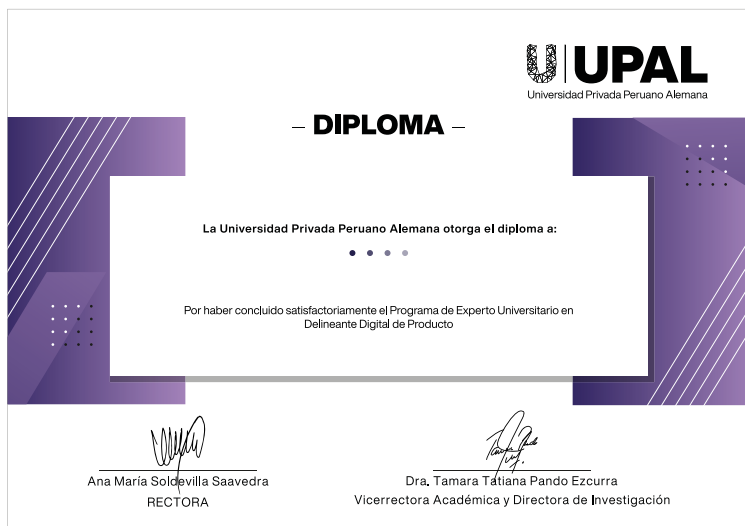 UPAL
Universidad Privada Peruano Alemana
– DIPLOMA –
La Universidad Privada Peruano Alemana otorga el diploma a:
Por haber concluido satisfactoriamente el Programa de Experto Universitario en
Delineante Digital de Producto
Ana María Soldevilla Saavedra
RECTORA
Dra. Tamara Tatiana Pando Ezcurra
Vicerrectora Académica y Directora de Investigación